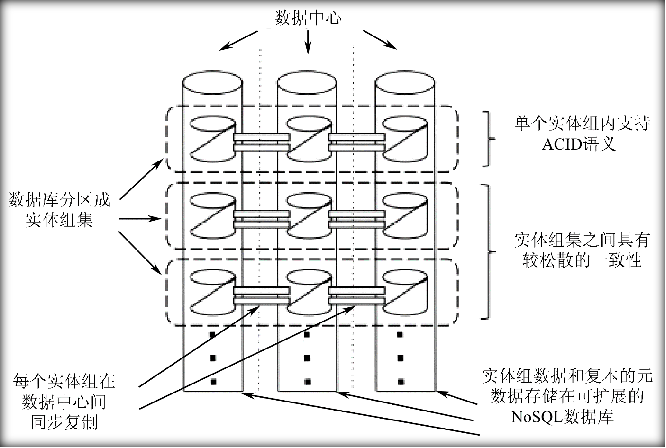 数据中心
单个实体组内支持
ACID语义
数据库分区成
实体组集
实体组集之间具有
较松散的一致性
每个实体组在
数据中心间
同步复制
实体组数据和复本的元
数据存储在可扩展的
NoSQL数据库